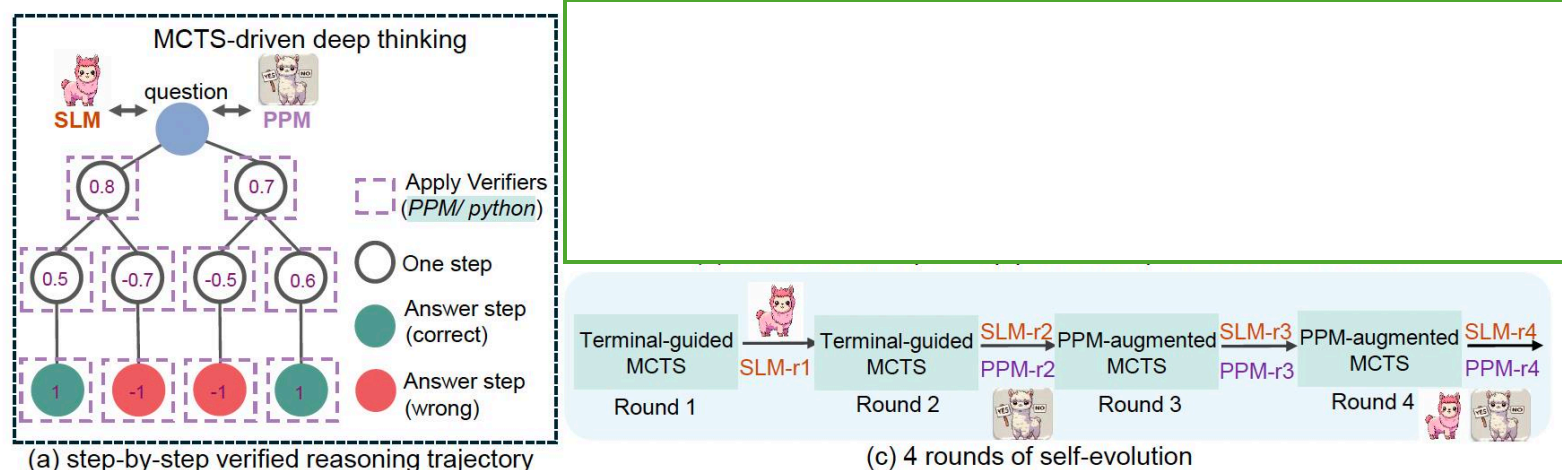 MCTS-driven deep thinking
question
SLM
PPM
YES
NO
0.8
0.7
Apply Verifiers
(PPM/ python)
0.5
-0.7
-0.5
0.6
One step
Answer step
(correct)
1
-1
-1
1
Answer step
(wrong)
(a) step-by-step verified reasoning trajectory
Terminal-guided
MCTS
Round 1
SLM-r1
Terminal-guided
MCTS
Round 2
SLM-r2
PPM-r2
YES
NO
PPM-augmented
MCTS
Round 3
SLM-r3
PPM-r3
PPM-augmented
MCTS
Round 4
SLM-r4
PPM-r4
YES
NO
(c) 4 rounds of self-evolution